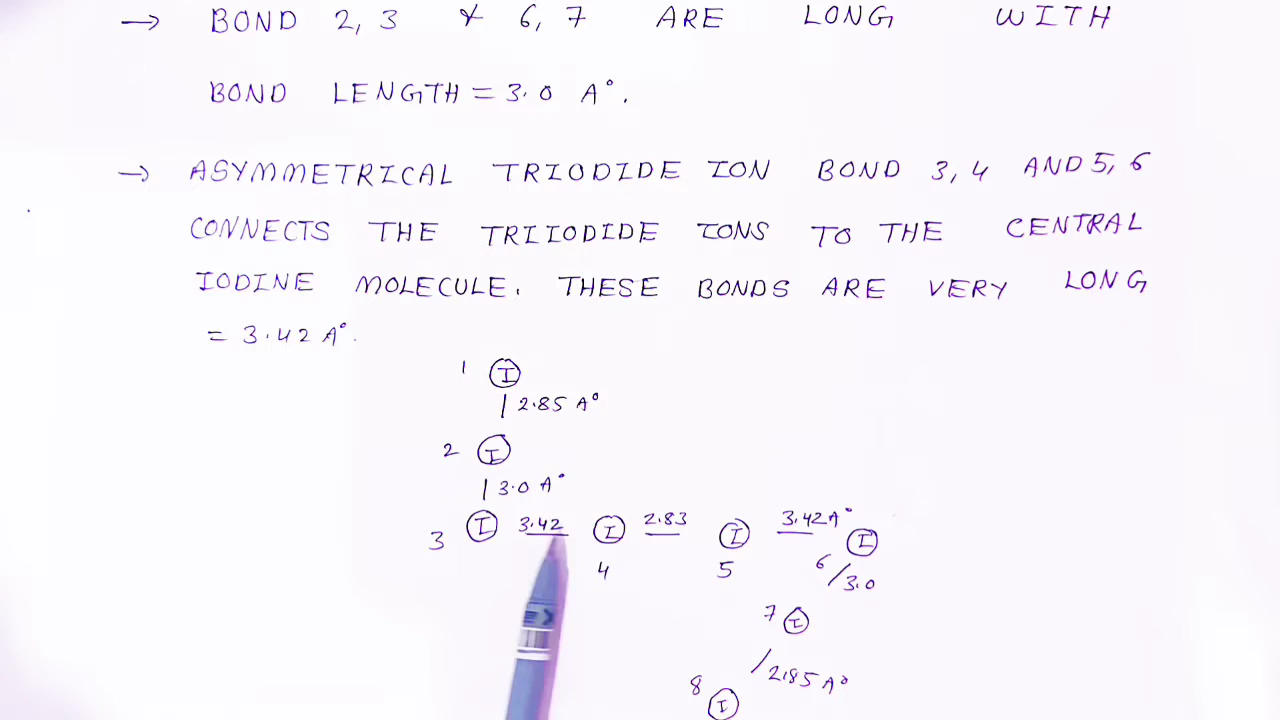 → BOND 2, 3 & 6, 7 ARE LONG WITH
BOND LENGTH = 3.0 A°.
→ ASYMMETRICAL TRIODIDE ION BOND 3, 4 AND 5, 6
CONNECTS THE TRIIODIDE IONS TO THE CENTRAL
IODINE MOLECULE. THESE BONDS ARE VERY LONG
= 3.42 A°.
1 I
2.85 A°
2 I
3.0 A°
3 I 3.42 I 2.83 I 3.42A° I
4 5 6
3.0
7 I
2.85 A°
8 I